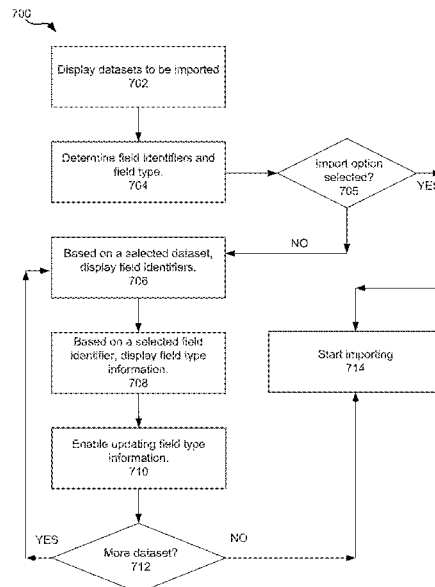 700
Display datasets to be imported
702
Determine field identifiers and
field type.
704
Import option
selected?
705
YES
NO
Based on a selected dataset,
display field identifiers.
706
Based on a selected field
identifier, display field type
information.
708
Start importing
714
Enable updating field type
information.
710
YES
NO
More dataset?
712